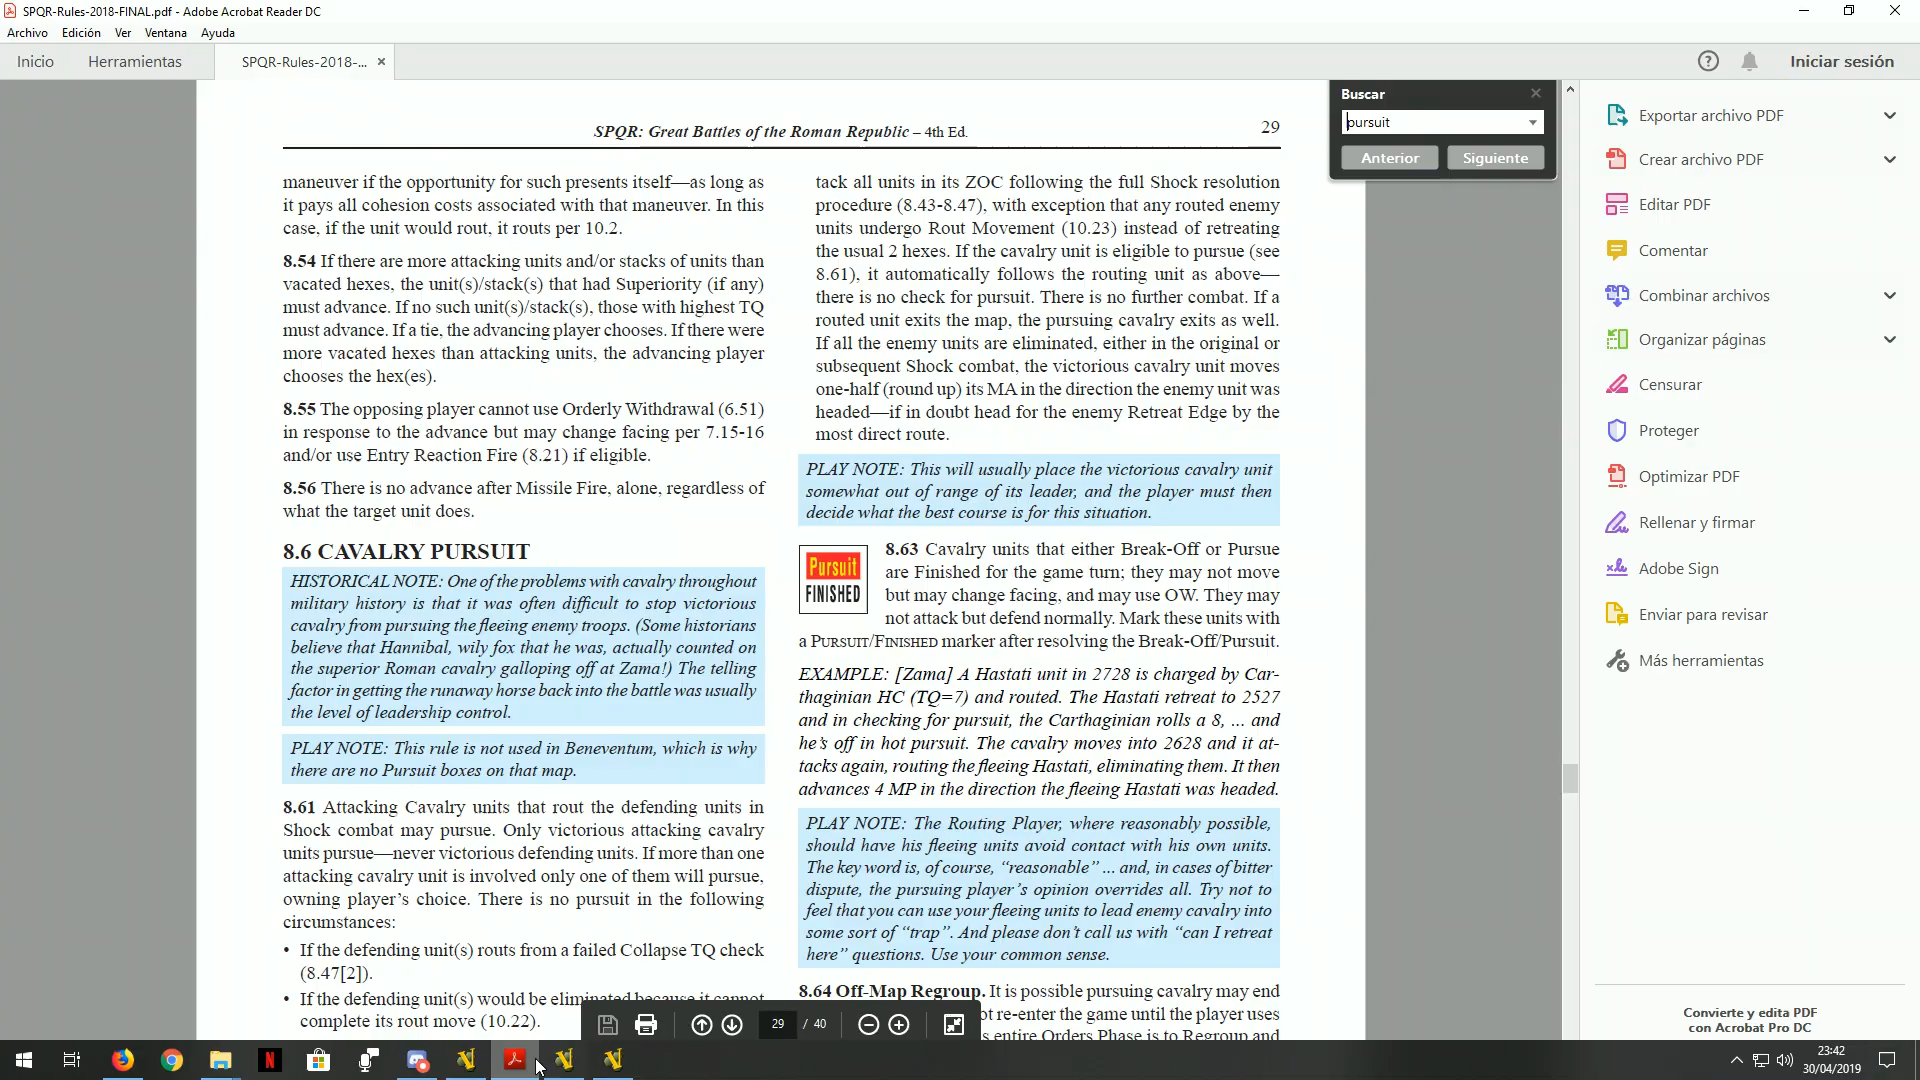 SPQR-Rules-2018-FINAL.pdf - Adobe Acrobat Reader DC
Archivo Edición Ver Ventana Ayuda
Inicio Herramientas SPQR-Rules-2018-... Iniciar sesión
SPQR: Great Battles of the Roman Republic – 4th Ed. 29
maneuver if the opportunity for such presents itself—as long as
it pays all cohesion costs associated with that maneuver. In this
case, if the unit would rout, it routs per 10.2.
8.54 If there are more attacking units and/or stacks of units than
vacated hexes, the unit(s)/stack(s) that had Superiority (if any)
must advance. If no such unit(s)/stack(s), those with highest TQ
must advance. If a tie, the advancing player chooses. If there were
more vacated hexes than attacking units, the advancing player
chooses the hex(es).
8.55 The opposing player cannot use Orderly Withdrawal (6.51)
in response to the advance but may change facing per 7.15-16
and/or use Entry Reaction Fire (8.21) if eligible.
8.56 There is no advance after Missile Fire, alone, regardless of
what the target unit does.
8.6 CAVALRY PURSUIT
HISTORICAL NOTE: One of the problems with cavalry throughout
military history is that it was often difficult to stop victorious
cavalry from pursuing the fleeing enemy troops. (Some historians
believe that Hannibal, wily fox that he was, actually counted on
the superior Roman cavalry galloping off at Zama!) The telling
factor in getting the runaway horse back into the battle was usually
the level of leadership control.
PLAY NOTE: This rule is not used in Beneventum, which is why
there are no Pursuit boxes on that map.
8.61 Attacking Cavalry units that rout the defending units in
Shock combat may pursue. Only victorious attacking cavalry
units pursue—never victorious defending units. If more than one
attacking cavalry unit is involved only one of them will pursue,
owning player's choice. There is no pursuit in the following
circumstances:
• If the defending unit(s) routs from a failed Collapse TQ check
(8.47[2]).
• If the defending unit(s) would be eliminated because it cannot
complete its rout move (10.22).
tack all units in its ZOC following the full Shock resolution
procedure (8.43-8.47), with exception that any routed enemy
units undergo Rout Movement (10.23) instead of retreating
the usual 2 hexes. If the cavalry unit is eligible to pursue (see
8.61), it automatically follows the routing unit as above—
there is no check for pursuit. There is no further combat. If a
routed unit exits the map, the pursuing cavalry exits as well.
If all the enemy units are eliminated, either in the original or
subsequent Shock combat, the victorious cavalry unit moves
one-half (round up) its MA in the direction the enemy unit was
headed—if in doubt head for the enemy Retreat Edge by the
most direct route.
PLAY NOTE: This will usually place the victorious cavalry unit
somewhat out of range of its leader, and the player must then
decide what the best course is for this situation.
Pursuit
FINISHED
8.63 Cavalry units that either Break-Off or Pursue
are Finished for the game turn; they may not move
but may change facing, and may use OW. They may
not attack but defend normally. Mark these units with
a PURSUIT/FINISHED marker after resolving the Break-Off/Pursuit.
EXAMPLE: [Zama] A Hastati unit in 2728 is charged by Car-
thaginian HC (TQ=7) and routed. The Hastati retreat to 2527
and in checking for pursuit, the Carthaginian rolls a 8, ... and
he's off in hot pursuit. The cavalry moves into 2628 and it at-
tacks again, routing the fleeing Hastati, eliminating them. It then
advances 4 MP in the direction the fleeing Hastati was headed.
PLAY NOTE: The Routing Player, where reasonably possible,
should have his fleeing units avoid contact with his own units.
The key word is, of course, “reasonable” ... and, in cases of bitter
dispute, the pursuing player's opinion overrides all. Try not to
feel that you can use your fleeing units to lead enemy cavalry into
some sort of “trap”. And please don't call us with “can I retreat
here” questions. Use your common sense.
8.64 Off-Map Regroup. It is possible pursuing cavalry may end
ot re-enter the game until the player uses
s entire Orders Phase is to Regroup and
29 / 40
Buscar
pursuit
Anterior Siguiente
Exportar archivo PDF
Crear archivo PDF
Editar PDF
Comentar
Combinar archivos
Organizar páginas
Censurar
Proteger
Optimizar PDF
Rellenar y firmar
Adobe Sign
Enviar para revisar
Más herramientas
Convierte y edita PDF
con Acrobat Pro DC
23:42
30/04/2019